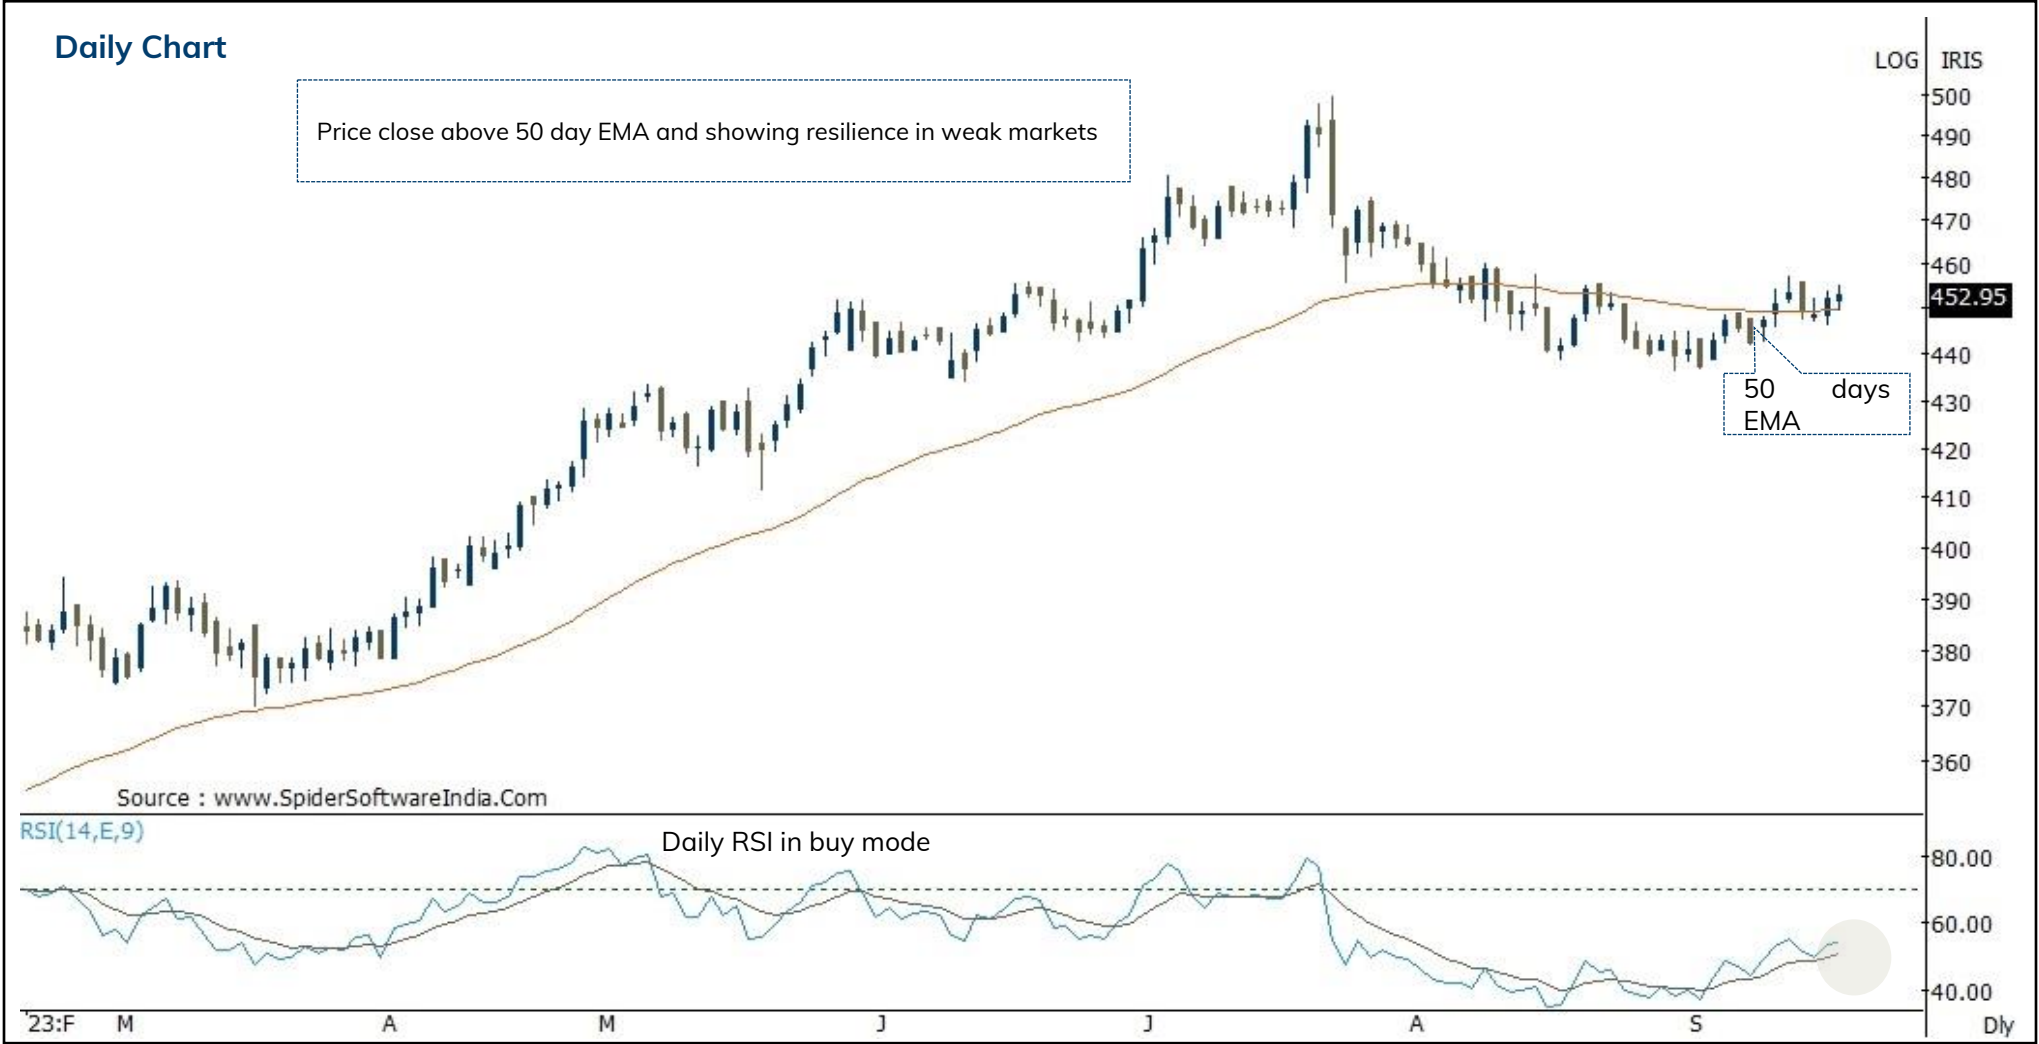 Daily Chart
LOG IRIS
Price close above 50 day EMA and showing resilience in weak markets
500
490
480
470
460
452.95
440
50 days
EMA
430
420
410
400
390
380
370
360
Source : www.SpiderSoftwareIndia.Com
RSI(14,E,9)
Daily RSI in buy mode
80.00
60.00
40.00
'23:F M A M J J A S Dly